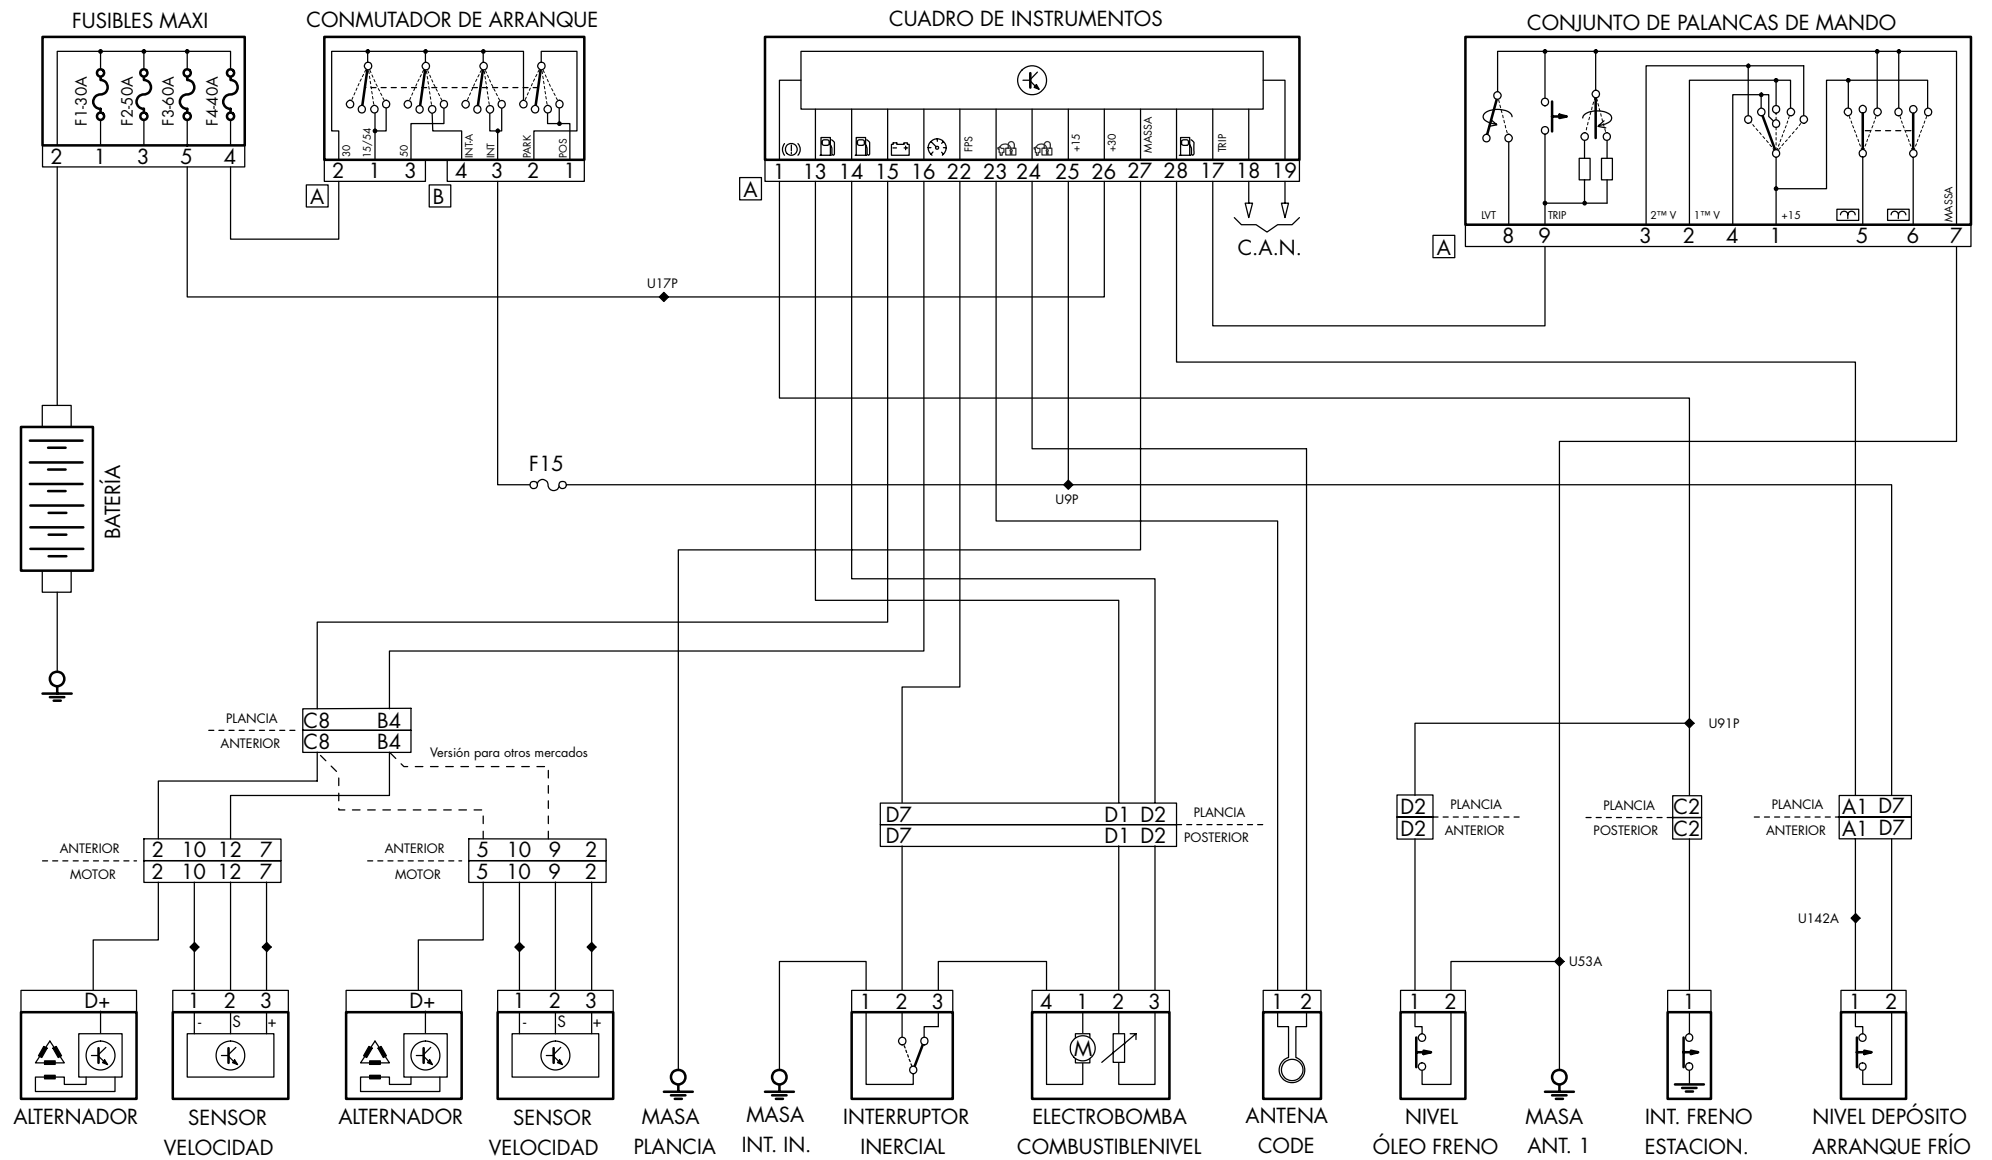 FUSIBLES MAXI
CONMUTADOR DE ARRANQUE
CUADRO DE INSTRUMENTOS
CONJUNTO DE PALANCAS DE MANDO
F1-30A
F2-50A
F3-60A
F4-40A
2 1 3 5 4
30
15/54
50
INT-A
INT
PARK
POS
2 1 3 4 3 2 1
A B
FPS
+15
+30
MASSA
TRIP
A
1 13 14 15 16 22 23 24 25 26 27 28 17 18 19
C.A.N.
LVT
TRIP
2™ V
1™ V
+15
MASSA
A
8 9 3 2 4 1 5 6 7
U17P
F15
U9P
BATERÍA
PLANCIA
ANTERIOR
C8 B4
C8 B4
Versión para otros mercados
U91P
ANTERIOR
MOTOR
2 10 12 7
2 10 12 7
ANTERIOR
MOTOR
5 10 9 2
5 10 9 2
D7 D1 D2
D7 D1 D2
PLANCIA
POSTERIOR
D2
D2
PLANCIA
ANTERIOR
PLANCIA
POSTERIOR
C2
C2
PLANCIA
ANTERIOR
A1 D7
A1 D7
U142A
U53A
D+
1 2 3
- S +
D+
1 2 3
- S +
1 2 3
4 1 2 3
M
1 2
1 2
1
1 2
ALTERNADOR
SENSOR
VELOCIDAD
ALTERNADOR
SENSOR
VELOCIDAD
MASA
PLANCIA
MASA
INT. IN.
INTERRUPTOR
INERCIAL
ELECTROBOMBA
COMBUSTIBLENIVEL
ANTENA
CODE
NIVEL
ÓLEO FRENO
MASA
ANT. 1
INT. FRENO
ESTACION.
NIVEL DEPÓSITO
ARRANQUE FRÍO